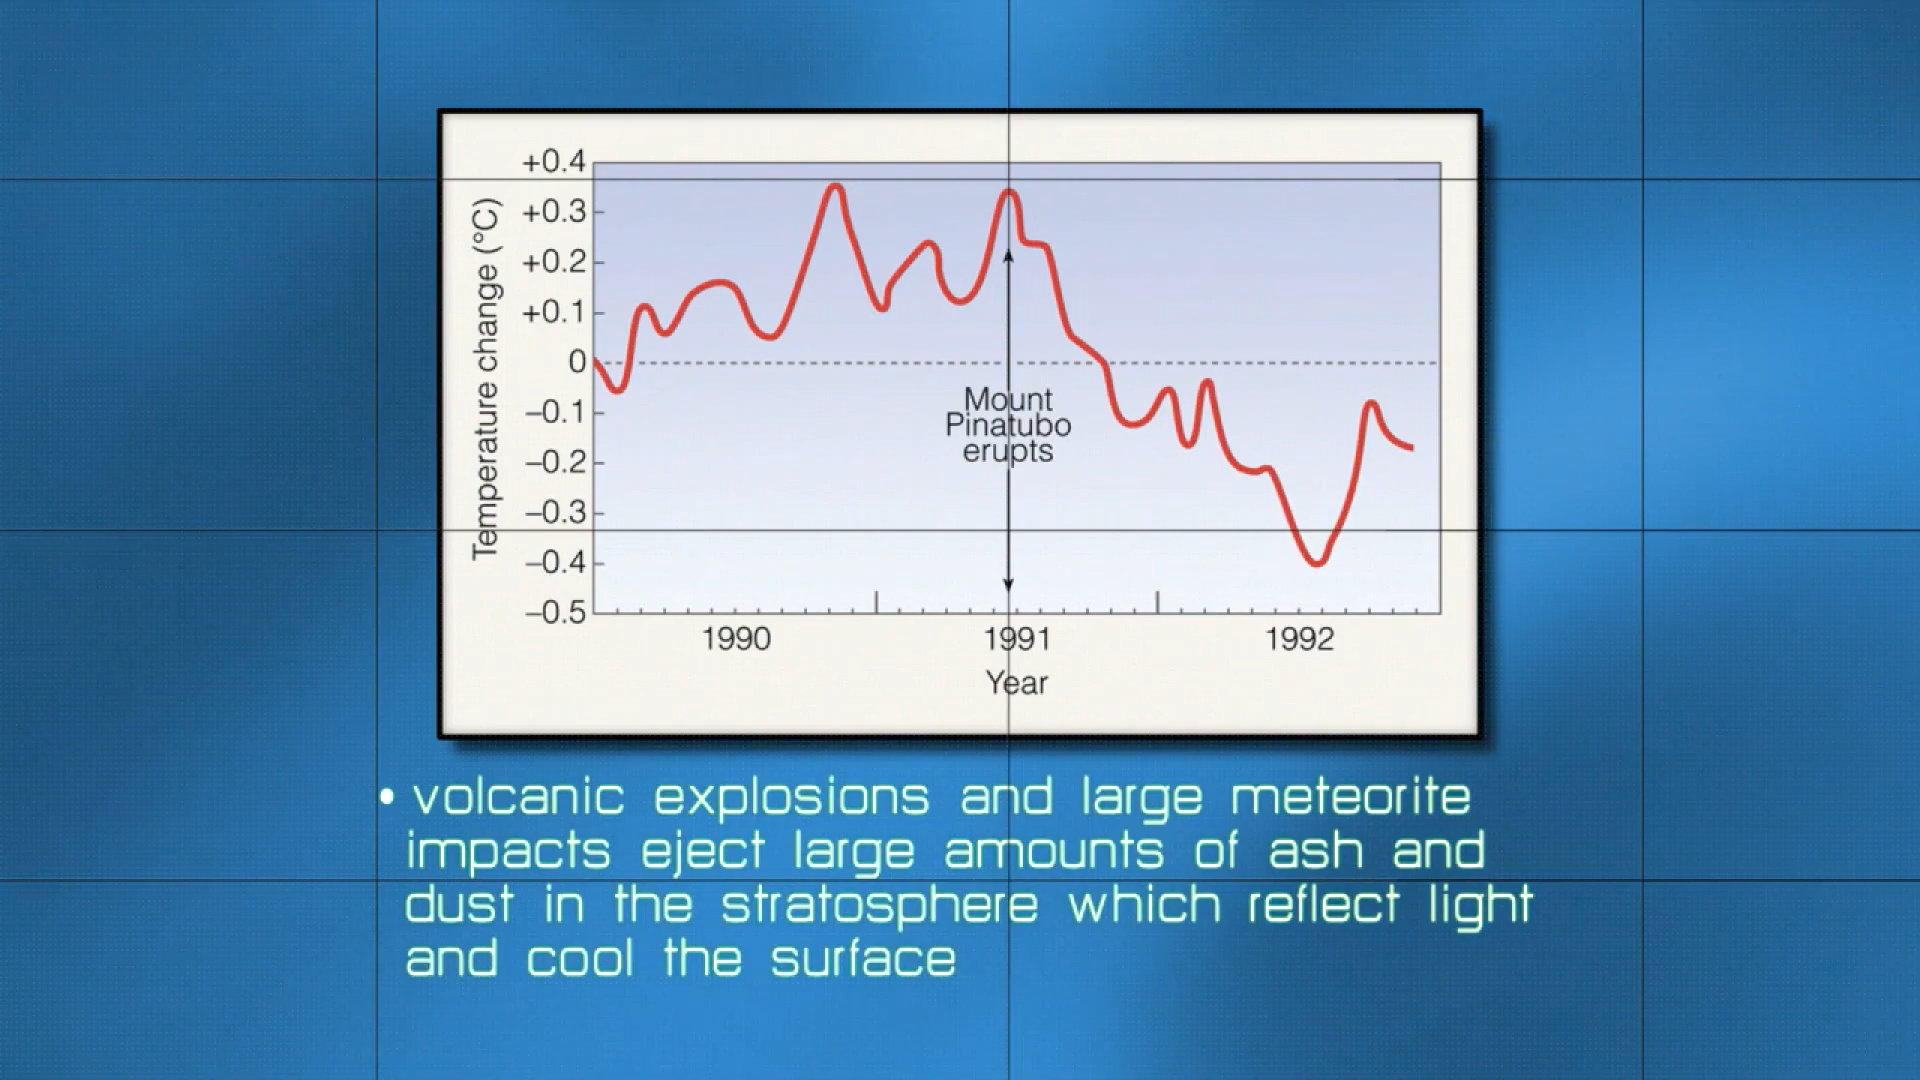 +0.4
+0.3
+0.2
+0.1
0
–0.1
–0.2
–0.3
–0.4
–0.5
Temperature change (°C)
Mount
Pinatubo
erupts
1990
1991
1992
Year
• volcanic explosions and large meteorite
impacts eject large amounts of ash and
dust in the stratosphere which reflect light
and cool the surface